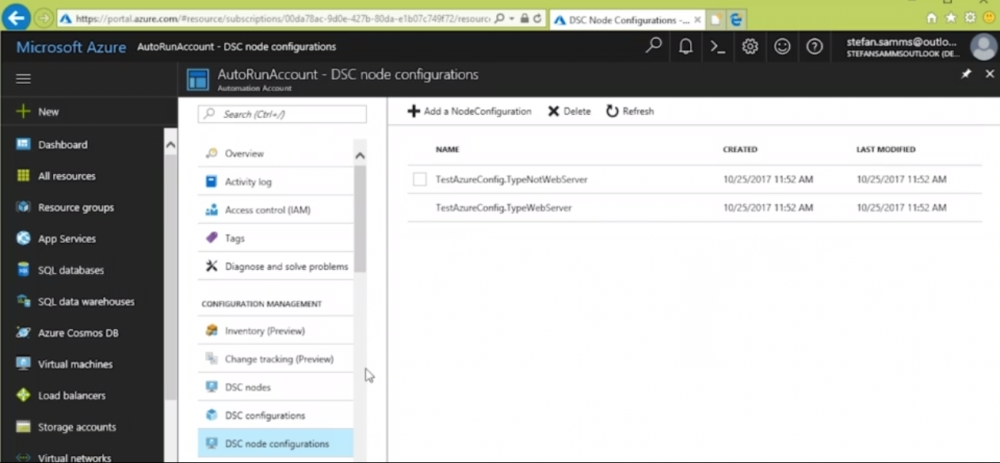 https://portal.azure.com/#resource/subscriptions/00da78ac-9d0e-427b-80da-e1b07c749f72/resourc
DSC Node Configurations -...
Microsoft Azure AutoRunAccount - DSC node configurations
stefan.samms@outlo...
STEFANSAMMSOUTLOOK (DE...
AutoRunAccount - DSC node configurations
Automation Account
New
Dashboard
All resources
Resource groups
App Services
SQL databases
SQL data warehouses
Azure Cosmos DB
Virtual machines
Load balancers
Storage accounts
Virtual networks
Search (Ctrl+/)
Overview
Activity log
Access control (IAM)
Tags
Diagnose and solve problems
CONFIGURATION MANAGEMENT
Inventory (Preview)
Change tracking (Preview)
DSC nodes
DSC configurations
DSC node configurations
Add a NodeConfiguration Delete Refresh
NAME CREATED LAST MODIFIED
TestAzureConfig.TypeNotWebServer 10/25/2017 11:52 AM 10/25/2017 11:52 AM
TestAzureConfig.TypeWebServer 10/25/2017 11:52 AM 10/25/2017 11:52 AM